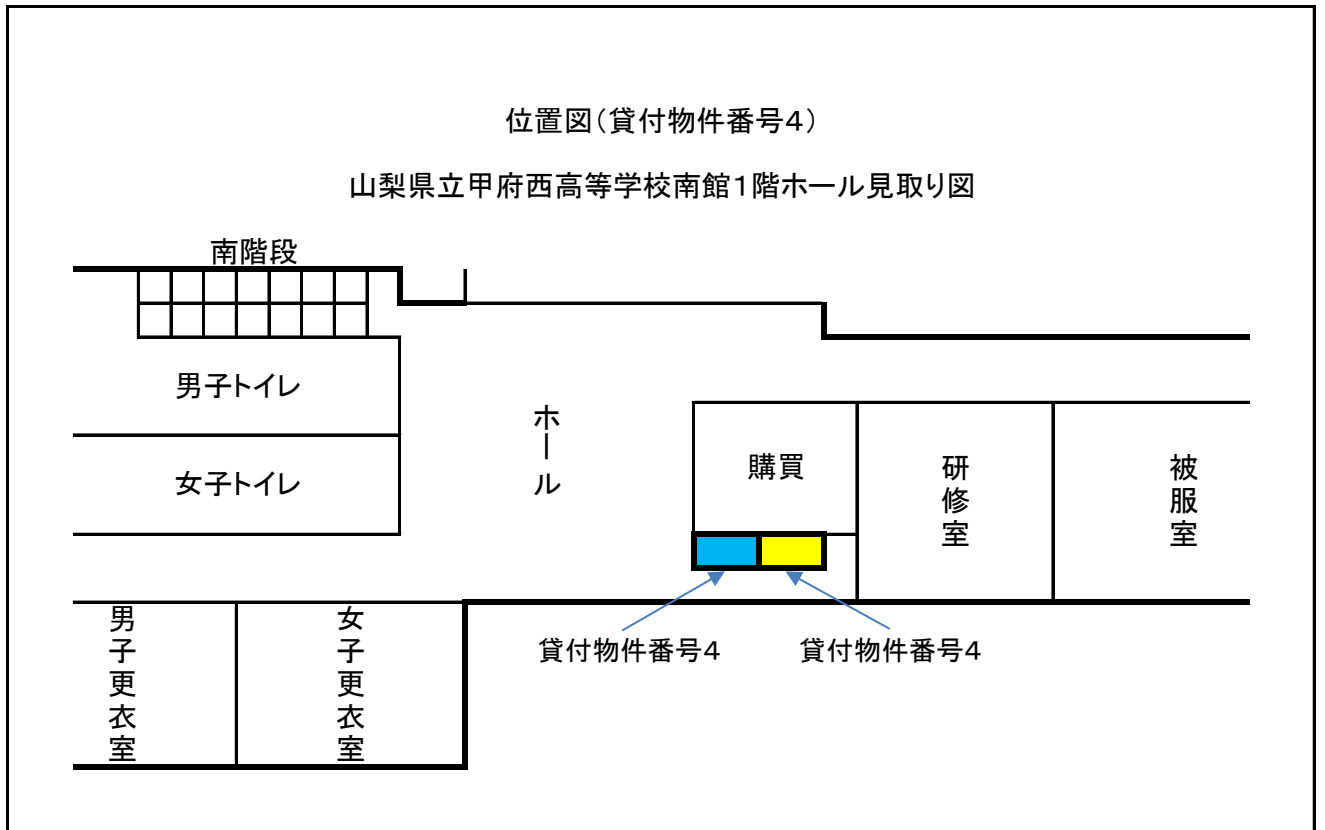 位置図(貸付物件番号4)
山梨県立甲府西高等学校南館1階ホール見取り図
南階段
男子トイレ
女子トイレ
ホール
購買
研修室
被服室
貸付物件番号4
貸付物件番号4
男子更衣室
女子更衣室